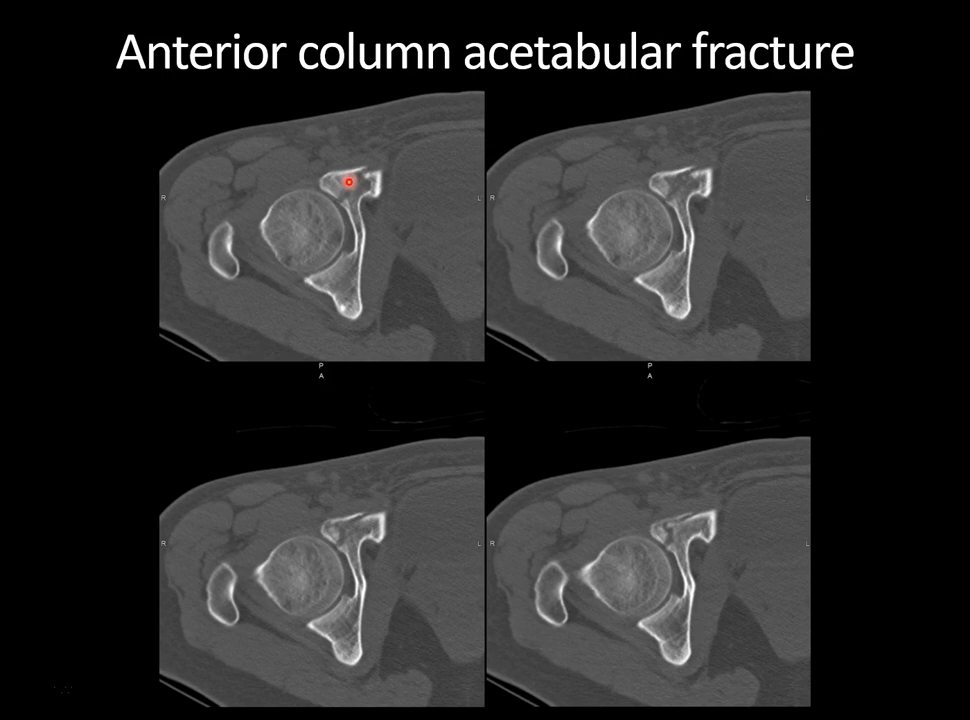 Anterior column acetabular fracture
R L L
P P
A A
R L R L